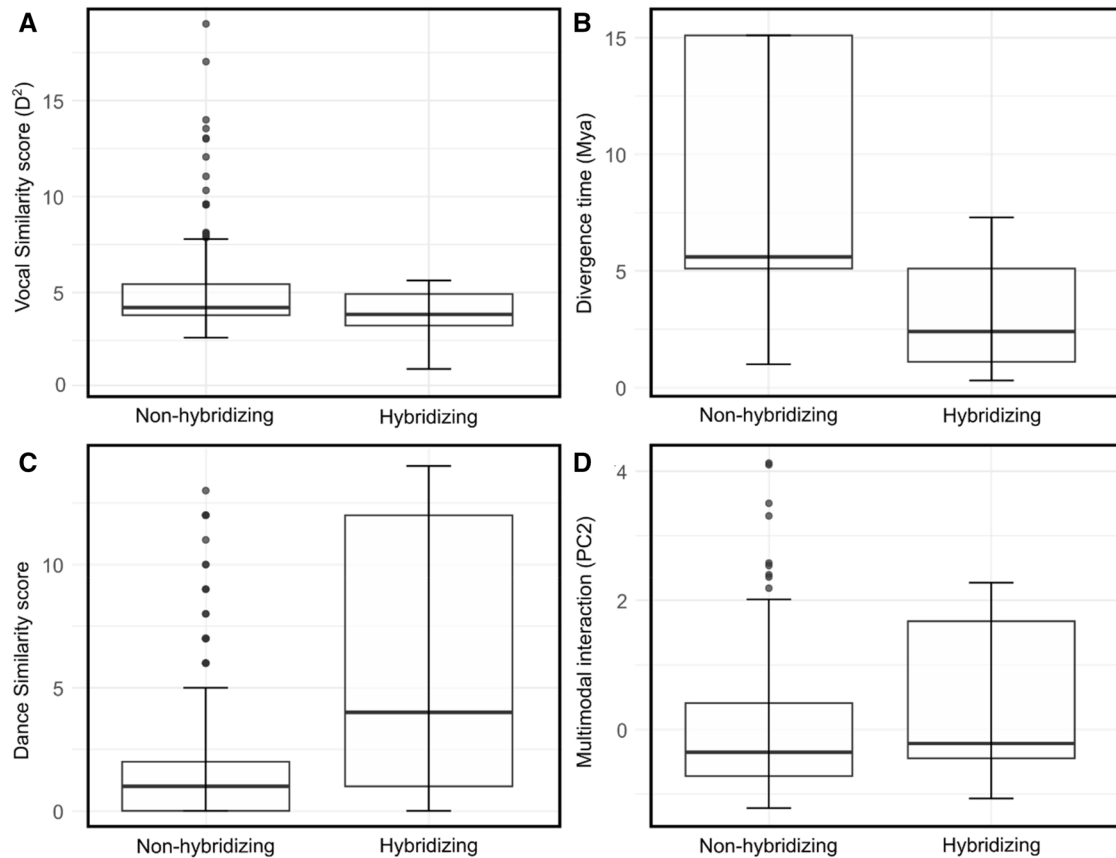 A
Vocal Similarity score (D²)
15
10
5
0
Non-hybridizing
Hybridizing
B
Divergence time (Mya)
15
10
5
0
Non-hybridizing
Hybridizing
C
Dance Similarity score
10
5
0
Non-hybridizing
Hybridizing
D
Multimodal interaction (PC2)
4
2
0
Non-hybridizing
Hybridizing